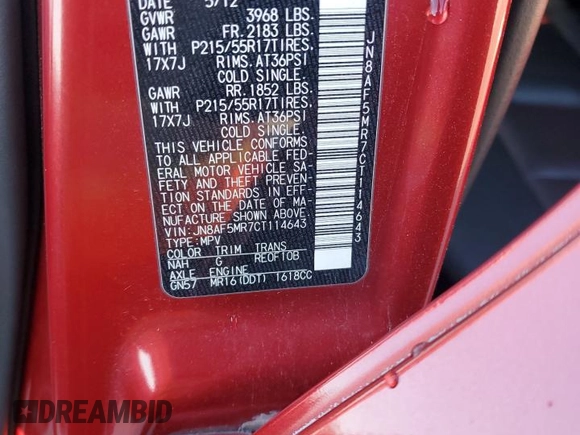 DATE 5/12
GVWR 3968 LBS.
GAWR FR. 2183 LBS.
WITH P215/55R17TIRES.
17X7J RIMS. AT36PSI
COLD SINGLE.
GAWR RR. 1852 LBS.
WITH P215/55R17TIRES.
17X7J RIMS. AT36PSI
COLD SINGLE.
THIS VEHICLE CONFORMS
TO ALL APPLICABLE FED-
ERAL MOTOR VEHICLE SA-
FETY AND THEFT PREVEN-
TION STANDARDS IN EFF-
ECT ON THE DATE OF MA-
NUFACTURE SHOWN ABOVE
VIN: JN8AF5MR7CT114643
TYPE: MPV
COLOR TRIM TRANS
NAH G RE0F10B
AXLE ENGINE
GN57 MR16(DDT) 1618CC
JN8AF5MR7CT114643
DREAMBID